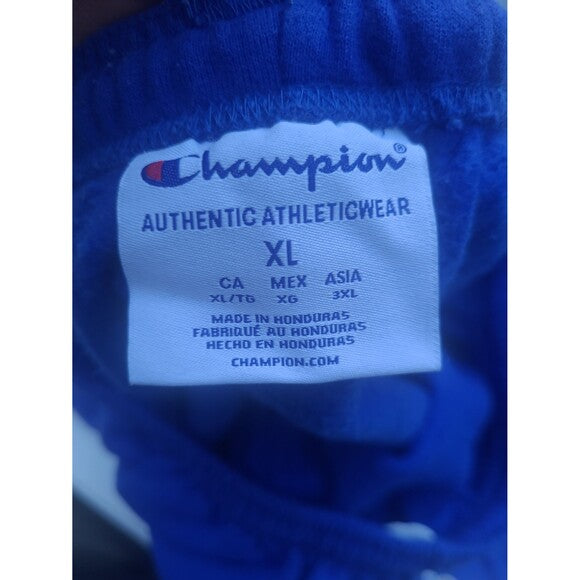 Champion®
AUTHENTIC ATHLETICWEAR
XL
CA MEX ASIA
XL/TG XG 3XL
MADE IN HONDURAS
FABRIQUÉ AU HONDURAS
HECHO EN HONDURAS
CHAMPION.COM